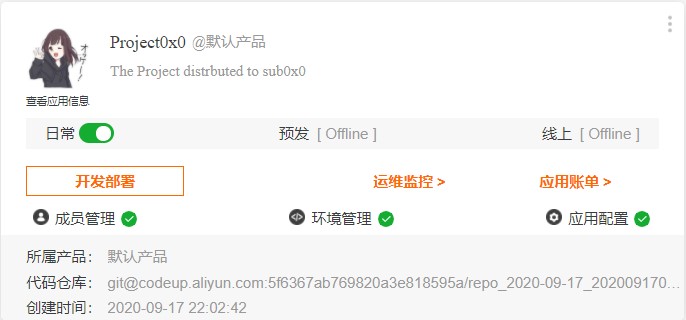 Project0x0 @默认产品
The Project distrbuted to sub0x0
查看应用信息
日常 预发 [ Offline ] 线上 [ Offline ]
开发部署 运维监控 > 应用账单 >
成员管理 环境管理 应用配置
所属产品： 默认产品
代码仓库： git@codeup.aliyun.com:5f6367ab769820a3e818595a/repo_2020-09-17_202009170...
创建时间： 2020-09-17 22:02:42